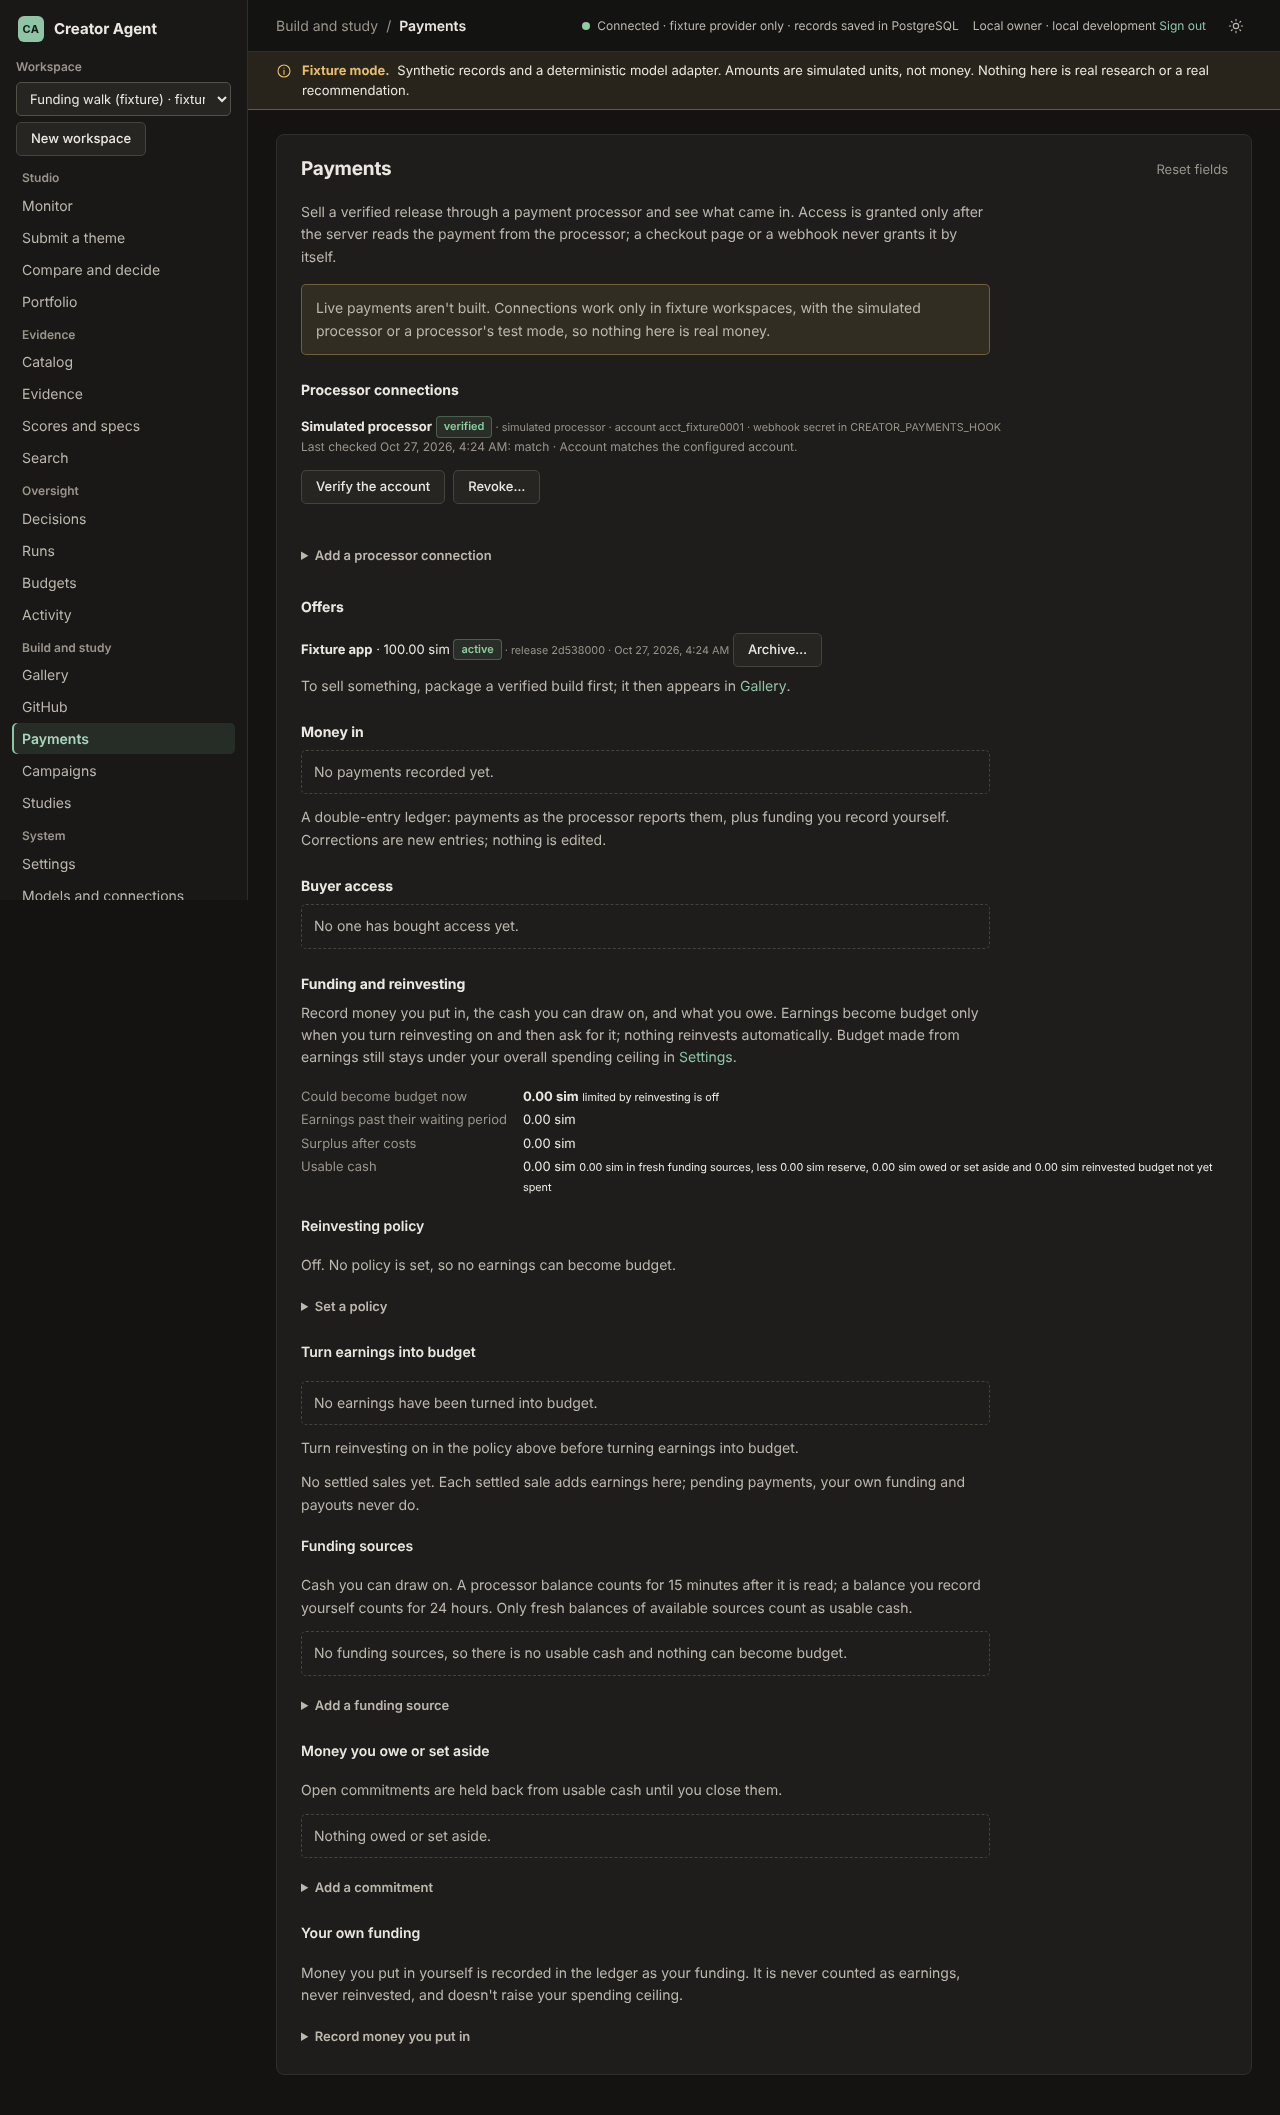 CA Creator Agent
Workspace
Funding walk (fixture) · fixtur
New workspace
Studio
Monitor
Submit a theme
Compare and decide
Portfolio
Evidence
Catalog
Evidence
Scores and specs
Search
Oversight
Decisions
Runs
Budgets
Activity
Build and study
Gallery
GitHub
Payments
Campaigns
Studies
System
Settings
Models and connections
Build and study / Payments
Connected · fixture provider only · records saved in PostgreSQL
Local owner · local development Sign out
Fixture mode. Synthetic records and a deterministic model adapter. Amounts are simulated units, not money. Nothing here is real research or a real
recommendation.
Payments
Reset fields
Sell a verified release through a payment processor and see what came in. Access is granted only after
the server reads the payment from the processor; a checkout page or a webhook never grants it by
itself.
Live payments aren't built. Connections work only in fixture workspaces, with the simulated
processor or a processor's test mode, so nothing here is real money.
Processor connections
Simulated processor verified · simulated processor · account acct_fixture0001 · webhook secret in CREATOR_PAYMENTS_HOOK
Last checked Oct 27, 2026, 4:24 AM: match · Account matches the configured account.
Verify the account
Revoke...
Add a processor connection
Offers
Fixture app · 100.00 sim active · release 2d538000 · Oct 27, 2026, 4:24 AM Archive...
To sell something, package a verified build first; it then appears in Gallery.
Money in
No payments recorded yet.
A double-entry ledger: payments as the processor reports them, plus funding you record yourself.
Corrections are new entries; nothing is edited.
Buyer access
No one has bought access yet.
Funding and reinvesting
Record money you put in, the cash you can draw on, and what you owe. Earnings become budget only
when you turn reinvesting on and then ask for it; nothing reinvests automatically. Budget made from
earnings still stays under your overall spending ceiling in Settings.
Could become budget now 0.00 sim limited by reinvesting is off
Earnings past their waiting period 0.00 sim
Surplus after costs 0.00 sim
Usable cash 0.00 sim 0.00 sim in fresh funding sources, less 0.00 sim reserve, 0.00 sim owed or set aside and 0.00 sim reinvested budget not yet
spent
Reinvesting policy
Off. No policy is set, so no earnings can become budget.
Set a policy
Turn earnings into budget
No earnings have been turned into budget.
Turn reinvesting on in the policy above before turning earnings into budget.
No settled sales yet. Each settled sale adds earnings here; pending payments, your own funding and
payouts never do.
Funding sources
Cash you can draw on. A processor balance counts for 15 minutes after it is read; a balance you record
yourself counts for 24 hours. Only fresh balances of available sources count as usable cash.
No funding sources, so there is no usable cash and nothing can become budget.
Add a funding source
Money you owe or set aside
Open commitments are held back from usable cash until you close them.
Nothing owed or set aside.
Add a commitment
Your own funding
Money you put in yourself is recorded in the ledger as your funding. It is never counted as earnings,
never reinvested, and doesn't raise your spending ceiling.
Record money you put in